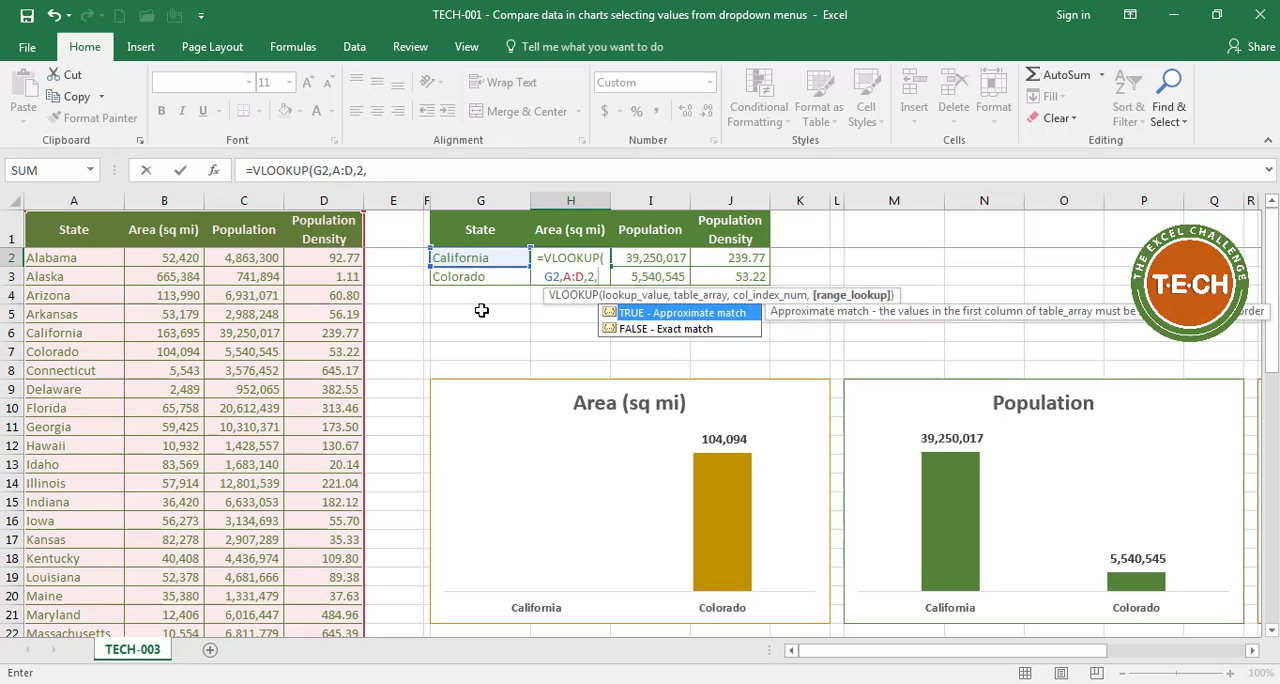 TECH-001 - Compare data in charts selecting values from dropdown menus - Excel
Sign in
File Home Insert Page Layout Formulas Data Review View Tell me what you want to do Share
Paste
Cut
Copy
Format Painter
Clipboard
11
B I U
Font
Wrap Text
Merge & Center
Alignment
Custom
$ % ,
Number
Conditional Formatting
Format as Table
Cell Styles
Styles
Insert
Delete
Format
Cells
AutoSum
Fill
Clear
Sort & Filter
Find & Select
Editing
SUM
=VLOOKUP(G2,A:D,2,
A B C D E F G H I J K L M N O P Q R
1 State Area (sq mi) Population Population Density
2 Alabama 52,420 4,863,300 92.77
3 Alaska 665,384 741,894 1.11
4 Arizona 113,990 6,931,071 60.80
5 Arkansas 53,179 2,988,248 56.19
6 California 163,695 39,250,017 239.77
7 Colorado 104,094 5,540,545 53.22
8 Connecticut 5,543 3,576,452 645.17
9 Delaware 2,489 952,065 382.55
10 Florida 65,758 20,612,439 313.46
11 Georgia 59,425 10,310,371 173.50
12 Hawaii 10,932 1,428,557 130.67
13 Idaho 83,569 1,683,140 20.14
14 Illinois 57,914 12,801,539 221.04
15 Indiana 36,420 6,633,053 182.12
16 Iowa 56,273 3,134,693 55.70
17 Kansas 82,278 2,907,289 35.33
18 Kentucky 40,408 4,436,974 109.80
19 Louisiana 52,378 4,681,666 89.38
20 Maine 35,380 1,331,479 37.63
21 Maryland 12,406 6,016,447 484.96
22 Massachusetts 10,554 6,811,779 645.39
State Area (sq mi) Population Population Density
California =VLOOKUP( 39,250,017 239.77
Colorado G2,A:D,2, 5,540,545 53.22
VLOOKUP(lookup_value, table_array, col_index_num, [range_lookup])
TRUE - Approximate match
FALSE - Exact match
Approximate match - the values in the first column of table_array must be
order
THE EXCEL CHALLENGE
T·E·CH
Area (sq mi)
104,094
California Colorado
Population
39,250,017
5,540,545
California Colorado
TECH-003
Enter
100%